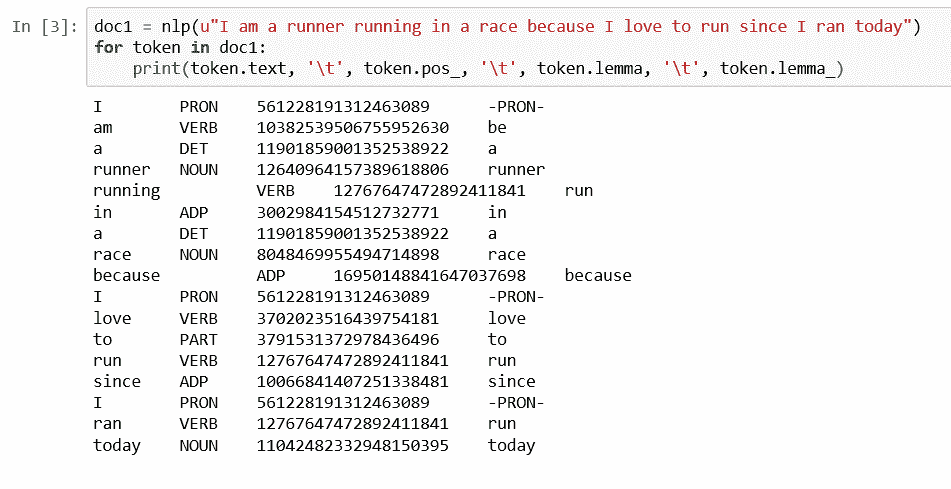 In [3]: doc1 = nlp(u"I am a runner running in a race because I love to run since I ran today")
for token in doc1:
    print(token.text, '\t', token.pos_, '\t', token.lemma, '\t', token.lemma_)
I PRON 561228191312463089 -PRON-
am VERB 10382539506755952630 be
a DET 11901859001352538922 a
runner NOUN 12640964157389618806 runner
running VERB 12767647472892411841 run
in ADP 3002984154512732771 in
a DET 11901859001352538922 a
race NOUN 8048469955494714898 race
because ADP 16950148841647037698 because
I PRON 561228191312463089 -PRON-
love VERB 3702023516439754181 love
to PART 3791531372978436496 to
run VERB 12767647472892411841 run
since ADP 10066841407251338481 since
I PRON 561228191312463089 -PRON-
ran VERB 12767647472892411841 run
today NOUN 11042482332948150395 today